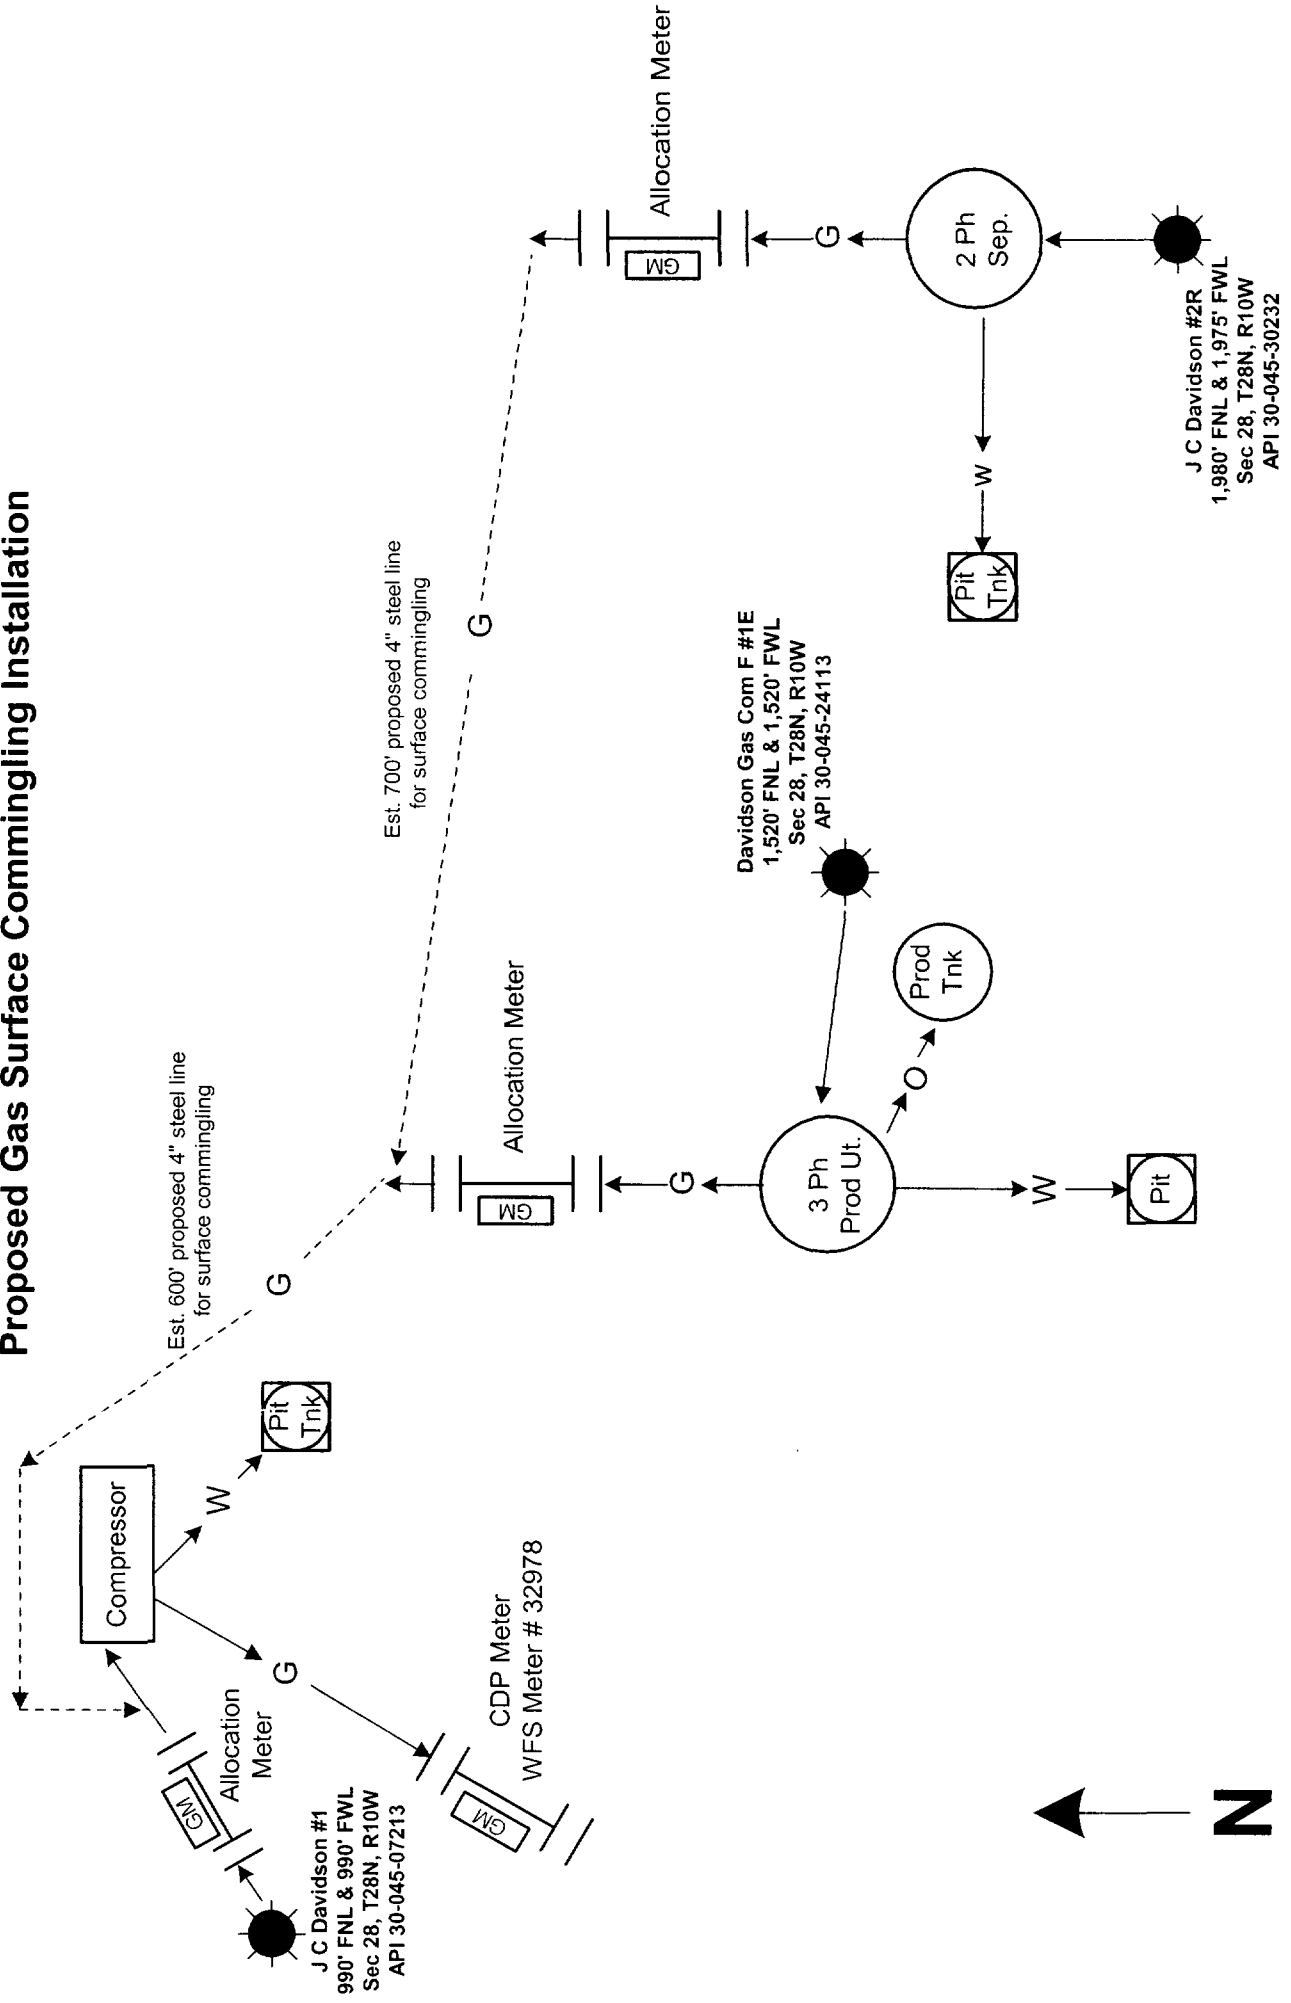 Proposed Gas Surface Commingling Installation
Est. 600' proposed 4" steel line
for surface commingling
G
Est. 700' proposed 4" steel line
for surface commingling
G
Compressor
W
Pit
Tnk
G
GM
Allocation
Meter
J C Davidson #1
990' FNL & 990' FWL
Sec 28, T28N, R10W
API 30-045-07213
CDP Meter
WFS Meter # 32978
GM
Allocation Meter
GM
G
3 Ph
Prod Ut.
O
Prod
Tnk
W
Pit
Davidson Gas Com F #1E
1,520' FNL & 1,520' FWL
Sec 28, T28N, R10W
API 30-045-24113
Allocation Meter
GM
G
2 Ph
Sep.
W
Pit
Tnk
J C Davidson #2R
1,980' FNL & 1,975' FWL
Sec 28, T28N, R10W
API 30-045-30232
N